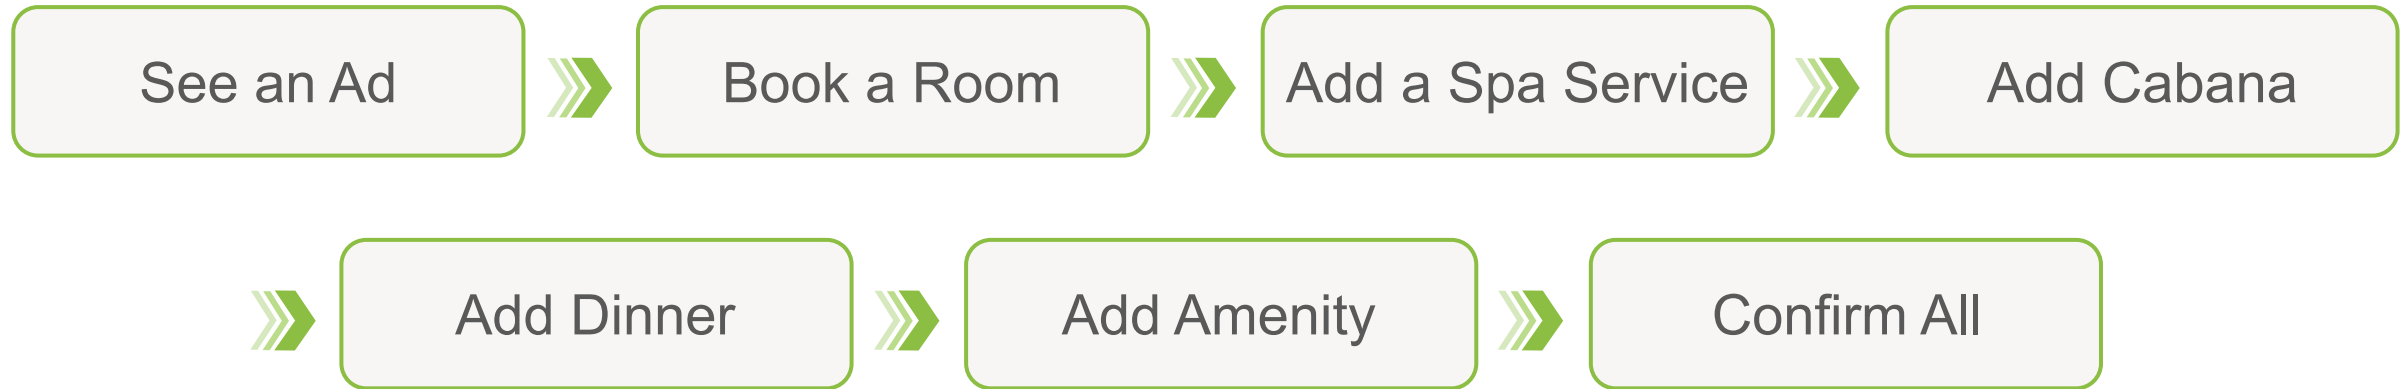 See an Ad
Book a Room
Add a Spa Service
Add Cabana
Add Dinner
Add Amenity
Confirm All